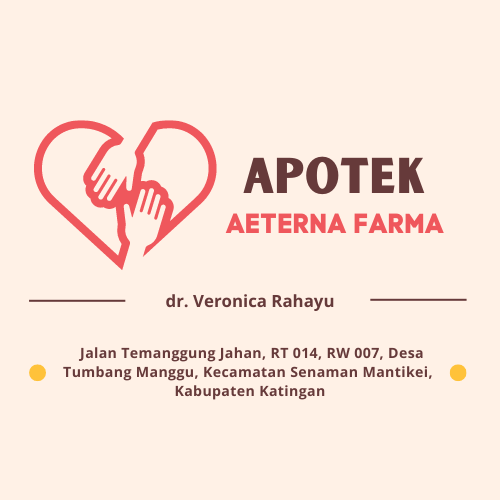 APOTEK
AETERNA FARMA
dr. Veronica Rahayu
Jalan Temanggung Jahan, RT 014, RW 007, Desa
Tumbang Manggu, Kecamatan Senaman Mantikei,
Kabupaten Katingan